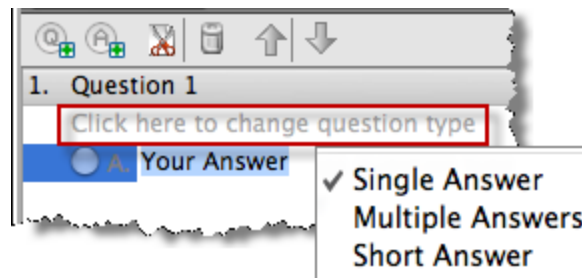 Q A
1. Question 1
Click here to change question type
A. Your Answer
✓ Single Answer
Multiple Answers
Short Answer